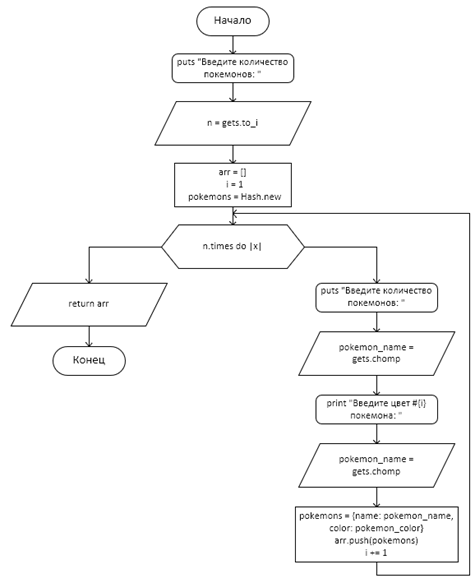 Начало
puts "Введите количество
покемонов: "
n = gets.to_i
arr = []
i = 1
pokemons = Hash.new
n.times do |x|
return arr
Конец
puts "Введите количество
покемонов: "
pokemon_name =
gets.chomp
print "Введите цвет #{i}
покемона: "
pokemon_name =
gets.chomp
pokemons = {name: pokemon_name,
color: pokemon_color}
arr.push(pokemons)
i += 1